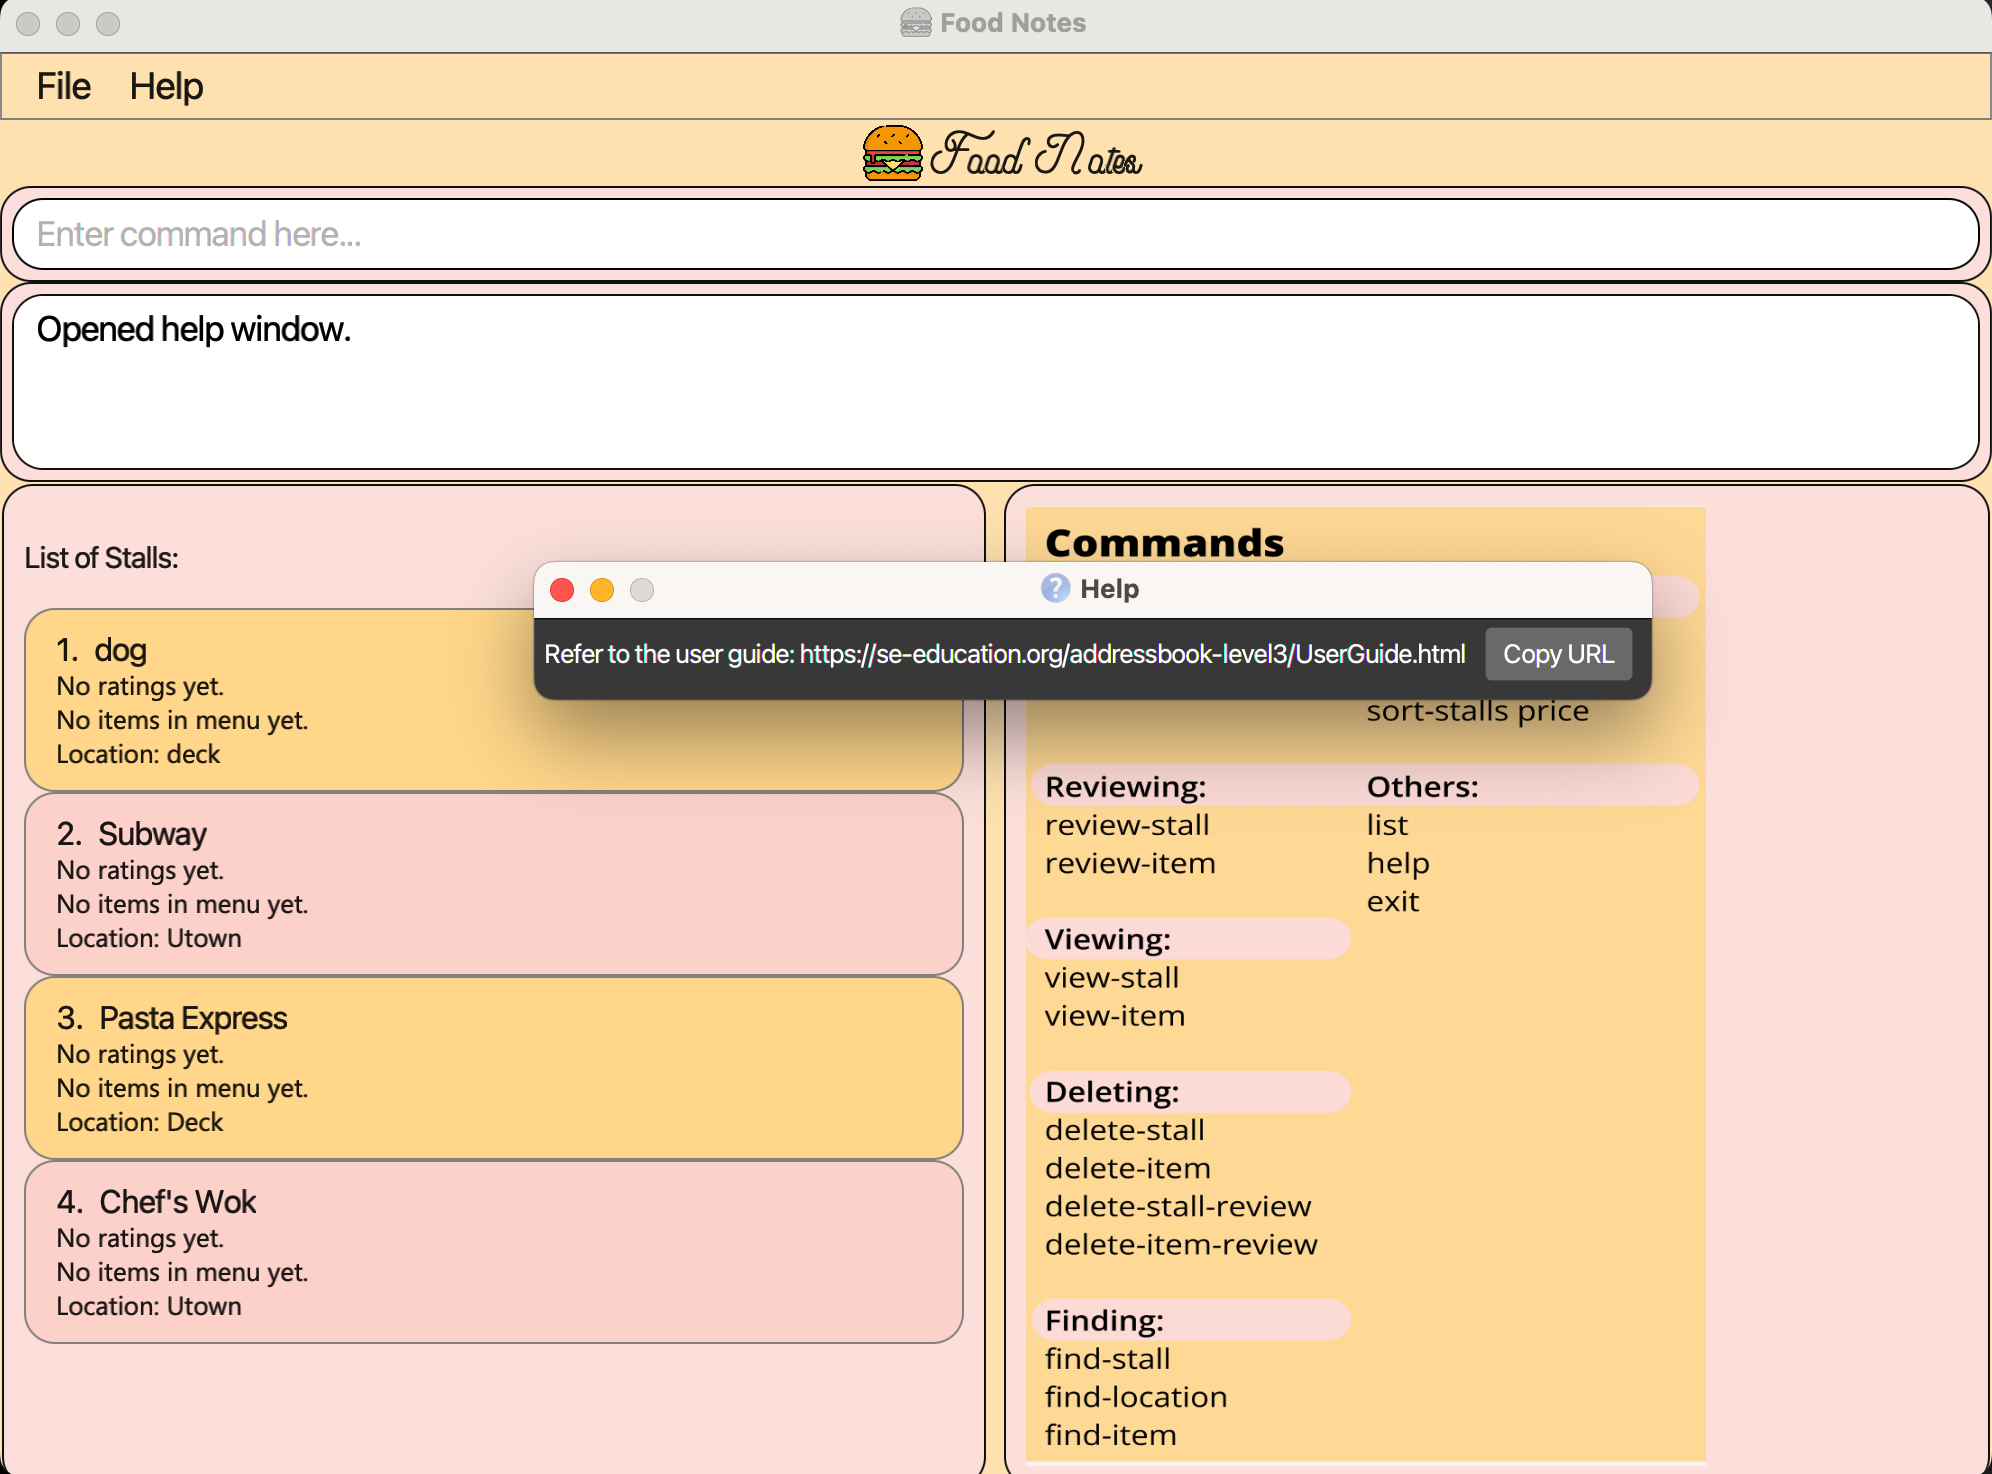 Food Notes
File Help
Food Notes
Enter command here...
Opened help window.
List of Stalls:
1. dog
No ratings yet.
No items in menu yet.
Location: deck
2. Subway
No ratings yet.
No items in menu yet.
Location: Utown
3. Pasta Express
No ratings yet.
No items in menu yet.
Location: Deck
4. Chef's Wok
No ratings yet.
No items in menu yet.
Location: Utown
Commands
? Help
Refer to the user guide: https://se-education.org/addressbook-level3/UserGuide.html Copy URL
sort-stalls price
Reviewing: Others:
review-stall list
review-item help
exit
Viewing:
view-stall
view-item
Deleting:
delete-stall
delete-item
delete-stall-review
delete-item-review
Finding:
find-stall
find-location
find-item